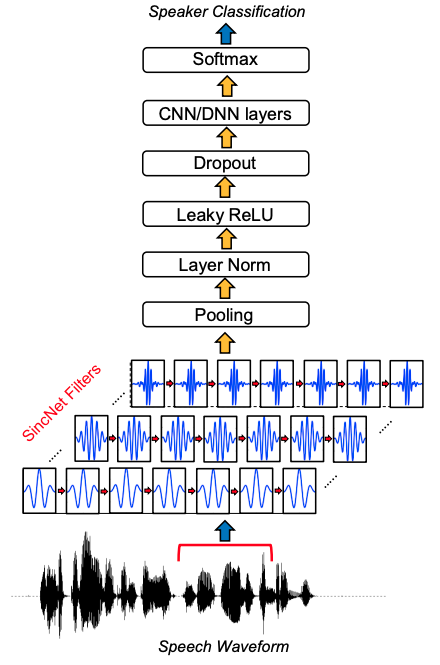 Speaker Classification
Softmax
CNN/DNN layers
Dropout
Leaky ReLU
Layer Norm
Pooling
SincNet Filters
Speech Waveform